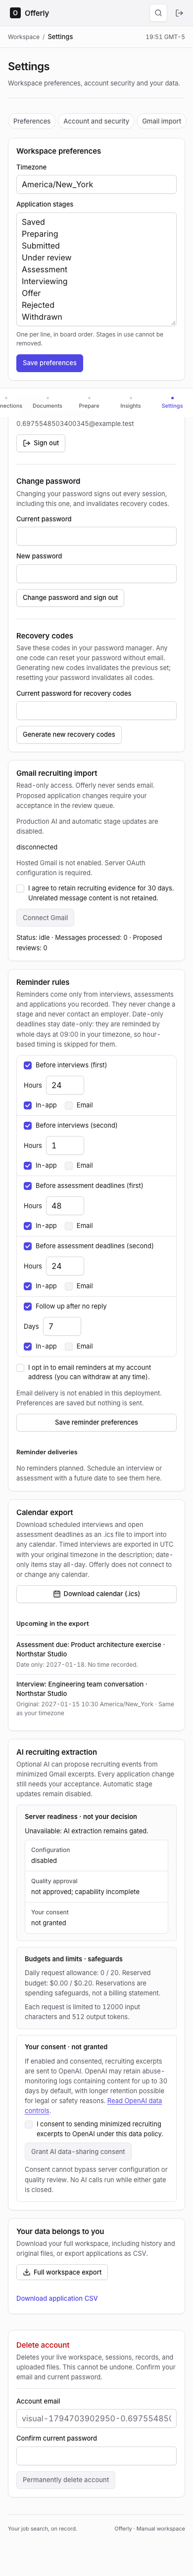 O Offerly
Workspace / Settings 19:51 GMT-5
Settings
Workspace preferences, account security and your data.
Preferences Account and security Gmail import
Workspace preferences
Timezone
America/New_York
Application stages
Saved
Preparing
Submitted
Under review
Assessment
Interviewing
Offer
Rejected
Withdrawn
One per line, in board order. Stages in use cannot be
removed.
Save preferences
nections Documents Prepare Insights Settings
0.6975548503400345@example.test
Sign out
Change password
Changing your password signs out every session,
including this one, and invalidates recovery codes.
Current password
New password
Change password and sign out
Recovery codes
Save these codes in your password manager. Any
one code can reset your password without email.
Generating new codes invalidates the previous set;
resetting your password invalidates all codes.
Current password for recovery codes
Generate new recovery codes
Gmail recruiting import
Read-only access. Offerly never sends email.
Proposed application changes require your
acceptance in the review queue.
Production AI and automatic stage updates are
disabled.
disconnected
Hosted Gmail is not enabled. Server OAuth
configuration is required.
I agree to retain recruiting evidence for 30 days.
Unrelated message content is not retained.
Connect Gmail
Status: idle · Messages processed: 0 · Proposed
reviews: 0
Reminder rules
Reminders come only from interviews, assessments
and applications you recorded. They never change a
stage and never contact an employer. Date-only
deadlines stay date-only: they are reminded by
whole days at 09:00 in your timezone, so hour-
based timing is skipped for them.
Before interviews (first)
Hours 24
In-app Email
Before interviews (second)
Hours 1
In-app Email
Before assessment deadlines (first)
Hours 48
In-app Email
Before assessment deadlines (second)
Hours 24
In-app Email
Follow up after no reply
Days 7
In-app Email
I opt in to email reminders at my account
address (you can withdraw at any time).
Email delivery is not enabled in this deployment.
Preferences are saved but nothing is sent.
Save reminder preferences
Reminder deliveries
No reminders planned. Schedule an interview or
assessment with a future date to see them here.
Calendar export
Download scheduled interviews and open
assessment deadlines as an .ics file to import into
any calendar. Timed interviews are exported in UTC
with your original timezone in the description; date-
only items stay all-day. Offerly does not connect to
or change your calendar.
Download calendar (.ics)
Upcoming in the export
Assessment due: Product architecture exercise ·
Northstar Studio
Date only: 2027-01-18. No time recorded.
Interview: Engineering team conversation ·
Northstar Studio
Original: 2027-01-15 10:30 America/New_York · Same
as your timezone
AI recruiting extraction
Optional AI can propose recruiting events from
minimized Gmail excerpts. Every application change
still needs your acceptance. Automatic stage
updates remain disabled.
Server readiness · not your decision
Unavailable: AI extraction remains gated.
Configuration
disabled
Quality approval
not approved; capability incomplete
Your consent
not granted
Budgets and limits · safeguards
Daily request allowance: 0 / 20. Reserved
budget: $0.00 / $0.20. Reservations are
spending safeguards, not a billing statement.
Each request is limited to 12000 input
characters and 512 output tokens.
Your consent · not granted
If enabled and consented, recruiting excerpts
are sent to OpenAI. OpenAI may retain abuse-
monitoring logs containing content for up to 30
days by default, with longer retention possible
for legal or safety reasons. Read OpenAI data
controls.
I consent to sending minimized recruiting
excerpts to OpenAI under this data policy.
Grant AI data-sharing consent
Consent cannot bypass server configuration or
quality review. No AI calls run while either gate
is closed.
Your data belongs to you
Download your full workspace, including history and
original files, or export applications as CSV.
Full workspace export
Download application CSV
Delete account
Deletes your live workspace, sessions, records, and
uploaded files. This cannot be undone. Confirm your
email and current password.
Account email
visual-1794703902950-0.697554850
Confirm current password
Permanently delete account
Your job search, on record. Offerly · Manual workspace